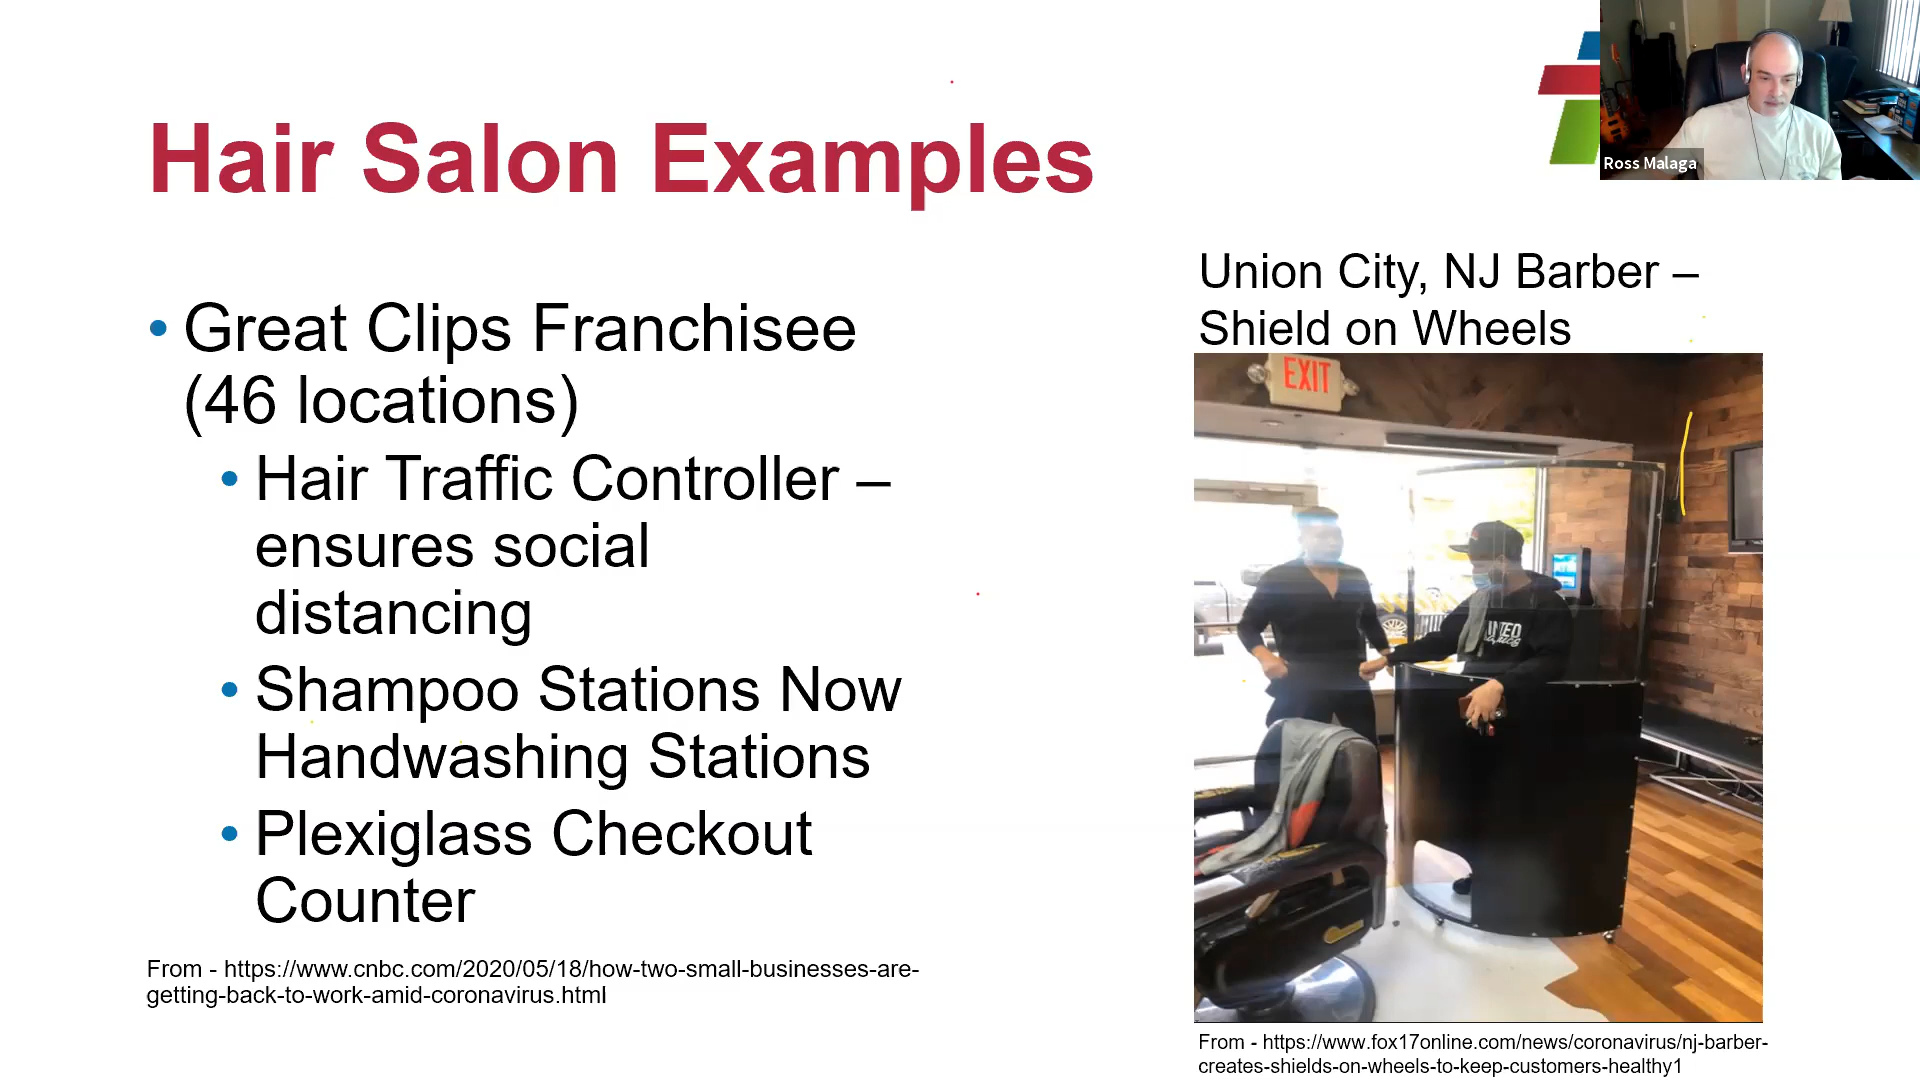 Hair Salon Examples
• Great Clips Franchisee
(46 locations)
• Hair Traffic Controller –
ensures social
distancing
• Shampoo Stations Now
Handwashing Stations
• Plexiglass Checkout
Counter
From - https://www.cnbc.com/2020/05/18/how-two-small-businesses-are-
getting-back-to-work-amid-coronavirus.html
Union City, NJ Barber –
Shield on Wheels
EXIT
From - https://www.fox17online.com/news/coronavirus/nj-barber-
creates-shields-on-wheels-to-keep-customers-healthy1
Ross Malaga